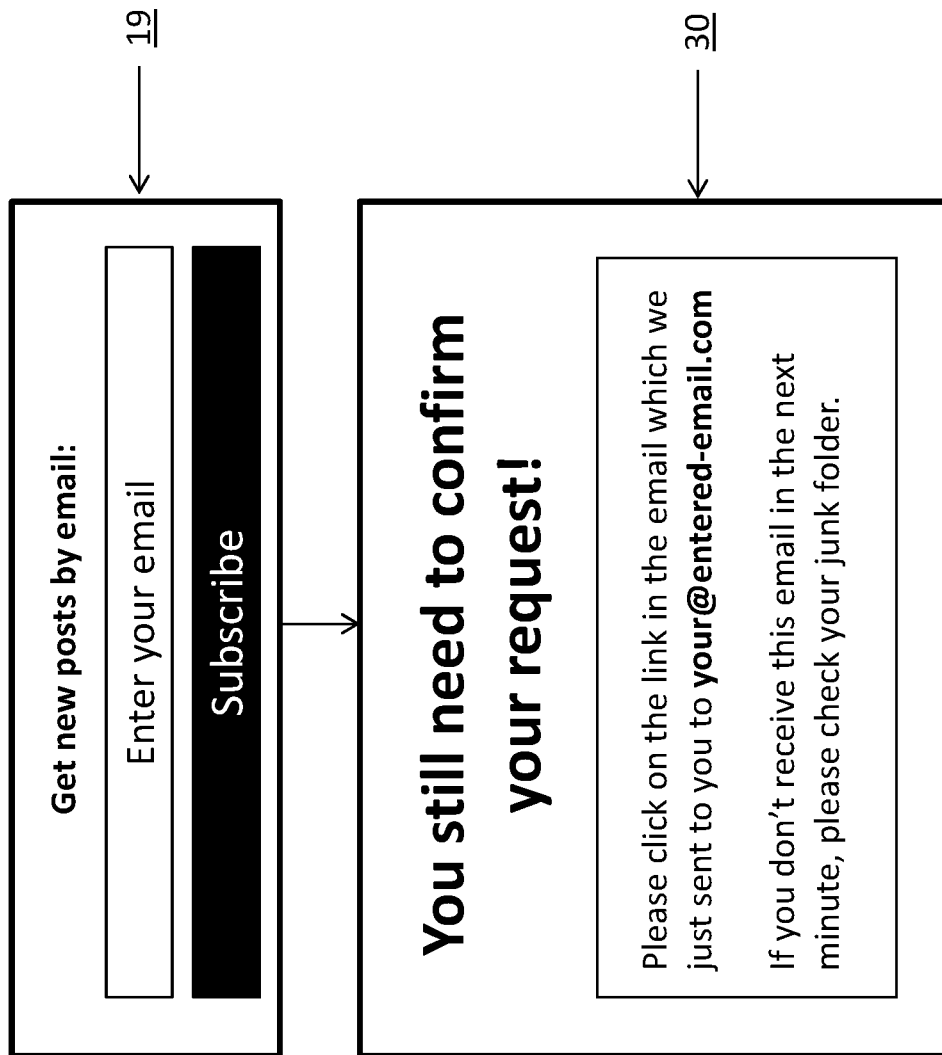 Get new posts by email:
Enter your email
Subscribe
19
You still need to confirm
your request!
Please click on the link in the email which we
just sent to you to your@entered-email.com
If you don't receive this email in the next
minute, please check your junk folder.
30